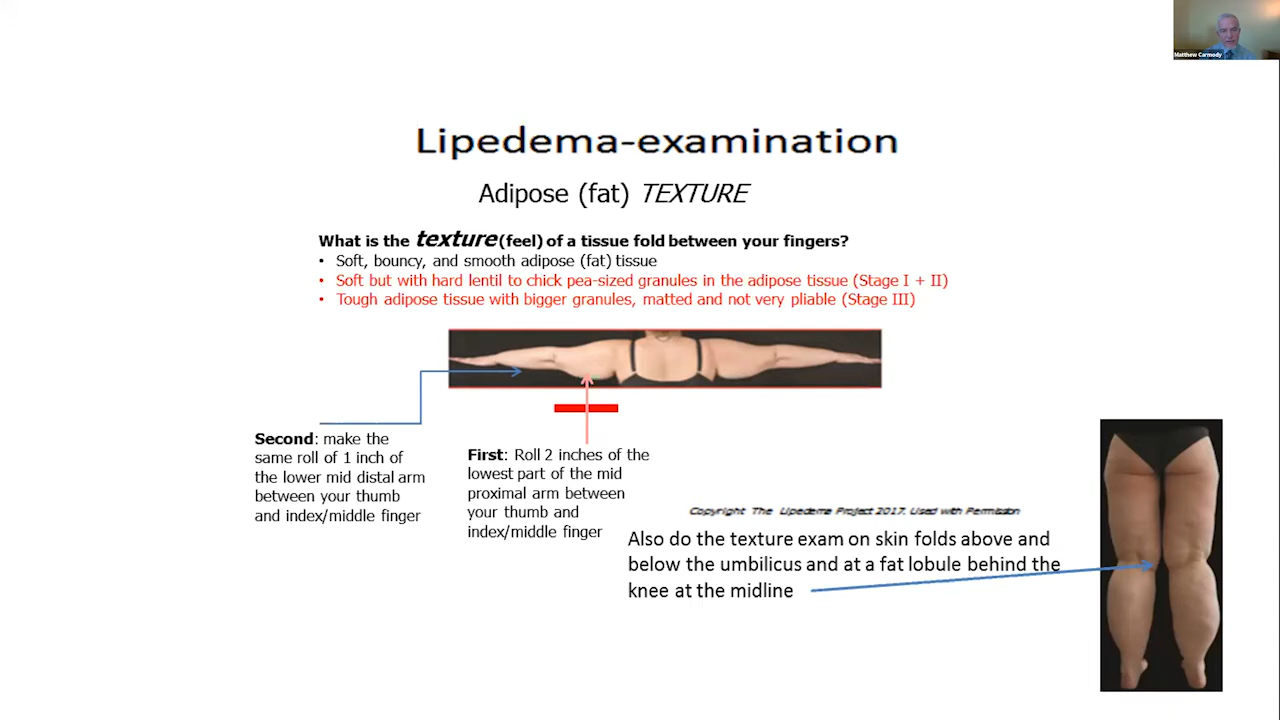 Matthew Carmody
Lipedema-examination
Adipose (fat) TEXTURE
What is the texture (feel) of a tissue fold between your fingers?
• Soft, bouncy, and smooth adipose (fat) tissue
• Soft but with hard lentil to chick pea-sized granules in the adipose tissue (Stage I + II)
• Tough adipose tissue with bigger granules, matted and not very pliable (Stage III)
Second: make the
same roll of 1 inch of
the lower mid distal arm
between your thumb
and index/middle finger
First: Roll 2 inches of the
lowest part of the mid
proximal arm between
your thumb and
index/middle finger
Copyright The Lipedema Project 2017. Used with Permission
Also do the texture exam on skin folds above and
below the umbilicus and at a fat lobule behind the
knee at the midline